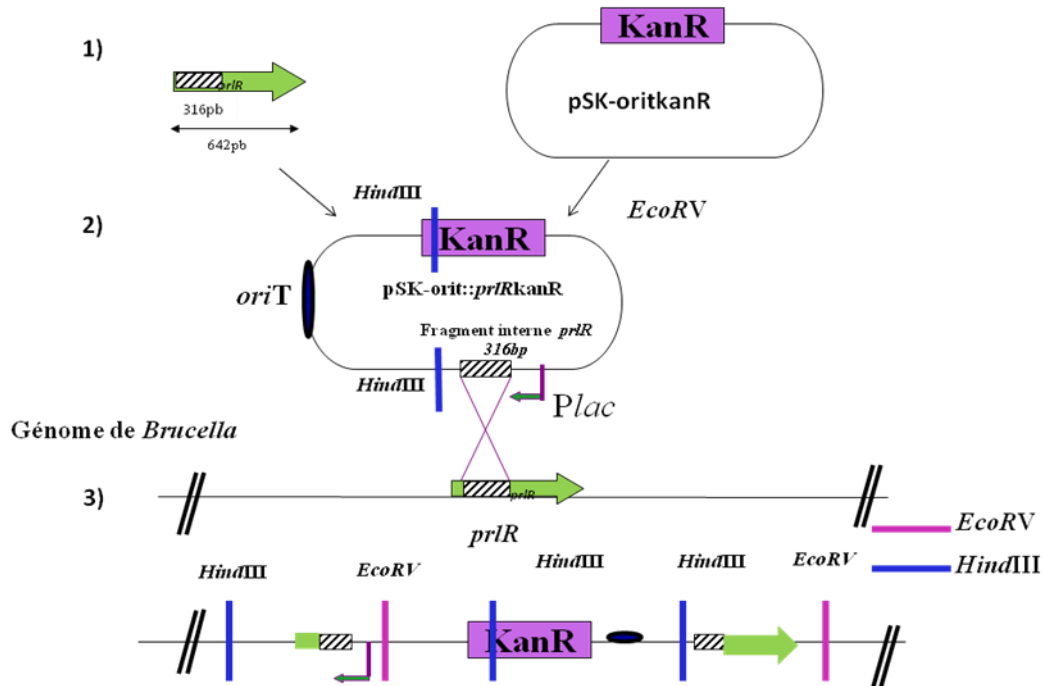 1)
KanR
prlR
316pb
642pb
pSK-oritkanR
HindIII
EcoRV
2)
KanR
oriT
pSK-orit::prlRkanR
Fragment interne prlR
316bp
HindIII
Plac
Génome de Brucella
3)
prlR
prlR
EcoRV
HindIII
HindIII
EcoRV
HindIII
HindIII
EcoRV
KanR